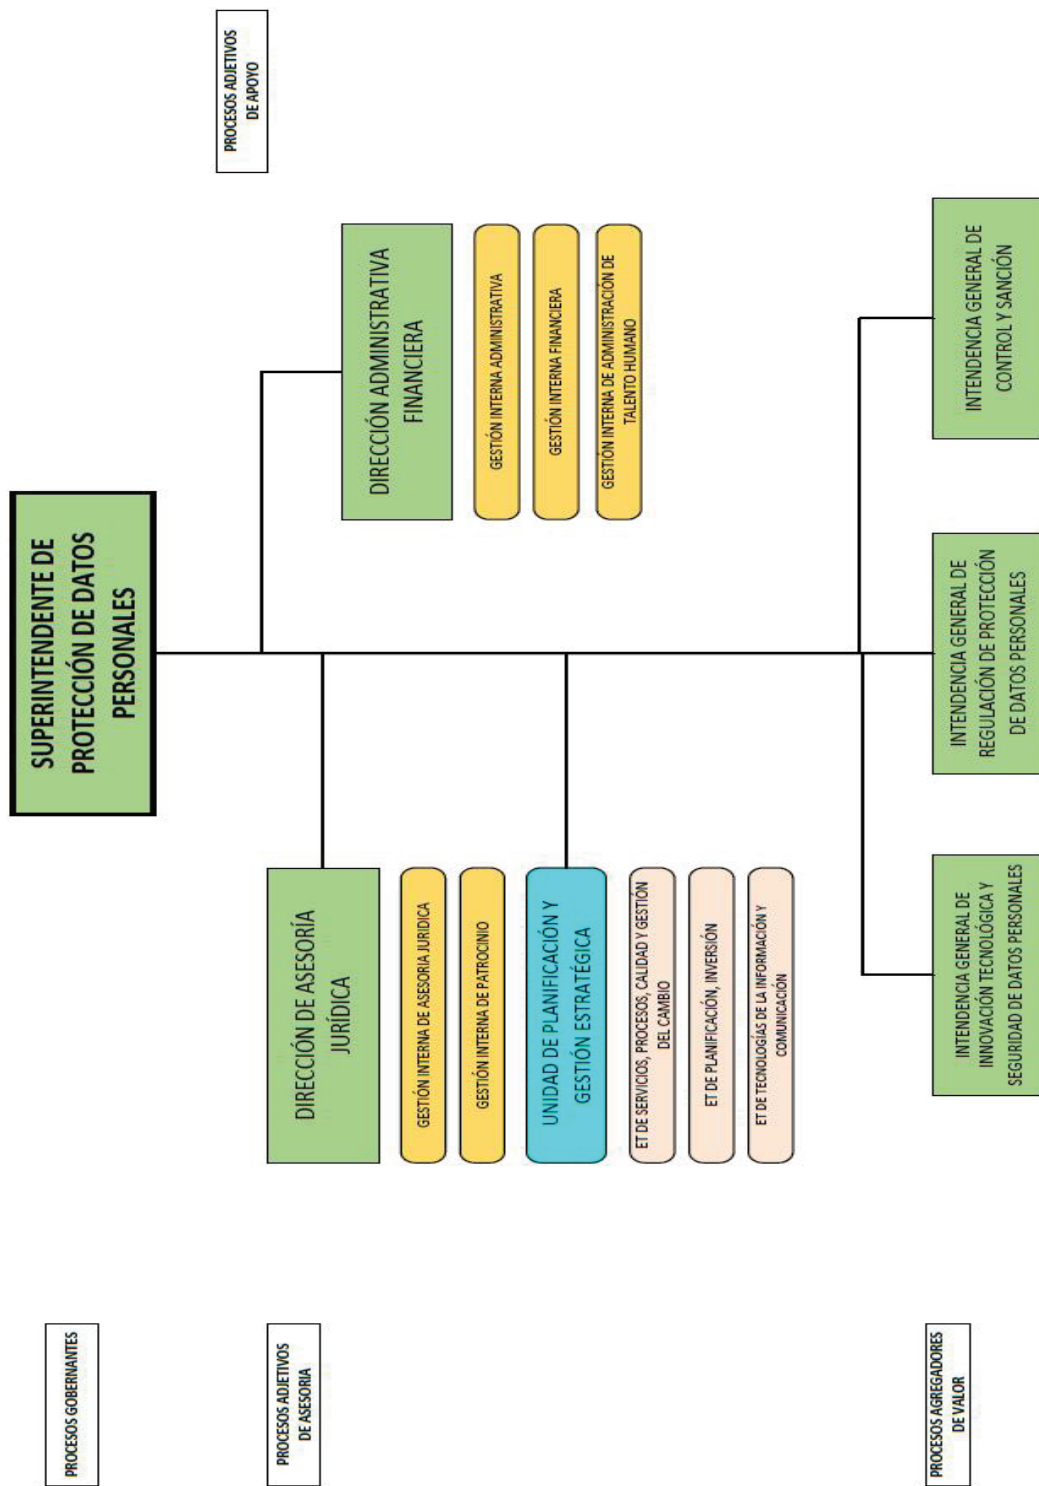 PROCESOS GOBERNANTES
SUPERINTENDENTE DE
PROTECCIÓN DE DATOS
PERSONALES
PROCESOS ADJETIVOS
DE APOYO
PROCESOS ADJETIVOS
DE ASESORIA
DIRECCIÓN DE ASESORÍA
JURÍDICA
GESTIÓN INTERNA DE ASESORIA JURIDICA
GESTIÓN INTERNA DE PATROCINIO
UNIDAD DE PLANIFICACIÓN Y
GESTIÓN ESTRATÉGICA
ET DE SERVICIOS, PROCESOS, CALIDAD Y GESTIÓN
DEL CAMBIO
ET DE PLANIFICACIÓN, INVERSIÓN
ET DE TECNOLOGÍAS DE LA INFORMACIÓN Y
COMUNICACIÓN
DIRECCIÓN ADMINISTRATIVA
FINANCIERA
GESTIÓN INTERNA ADMINISTRATIVA
GESTIÓN INTERNA FINANCIERA
GESTIÓN INTERNA DE ADMINISTRACIÓN DE
TALENTO HUMANO
PROCESOS AGREGADORES
DE VALOR
INTENDENCIA GENERAL DE
INNOVACIÓN TECNOLÓGICA Y
SEGURIDAD DE DATOS PERSONALES
INTENDENCIA GENERAL DE
REGULACIÓN DE PROTECCIÓN
DE DATOS PERSONALES
INTENDENCIA GENERAL DE
CONTROL Y SANCIÓN